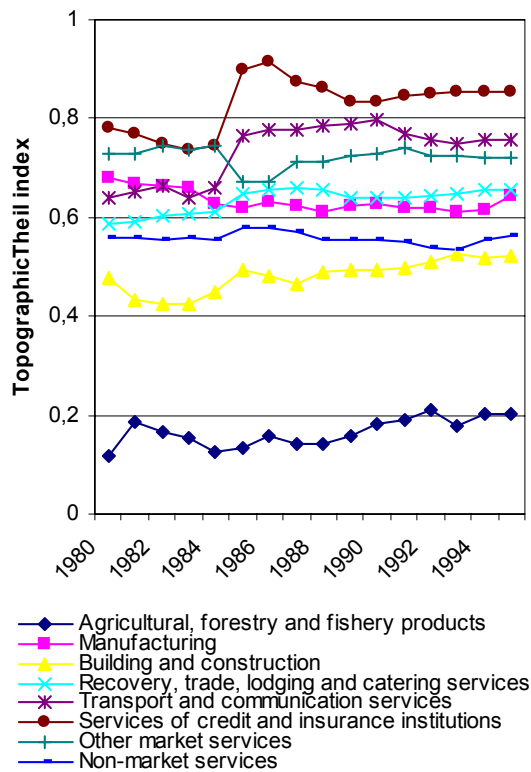 1
0,8
0,6
0,4
0,2
0
TopographicTheil index
1980
1982
1984
1986
1988
1990
1992
1994
Agricultural, forestry and fishery products
Manufacturing
Building and construction
Recovery, trade, lodging and catering services
Transport and communication services
Services of credit and insurance institutions
Other market services
Non-market services